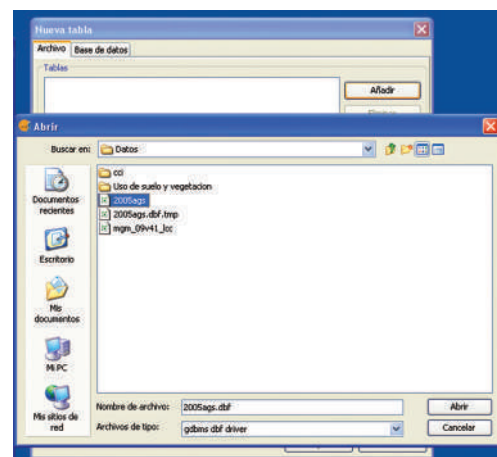 Nueva tabla
Archivo
Base de datos
Tablas
Añadir
Abrir
Buscar en:
Datos
cci
Uso de suelo y vegetacion
2005ags
2005ags.dbf.tmp
mgm_09v41_lcc
Documentos recientes
Escritorio
Mis documentos
Mi PC
Mis sitios de red
Nombre de archivo:
2005ags.dbf
Abrir
Archivos de tipo:
gdbms dbf driver
Cancelar